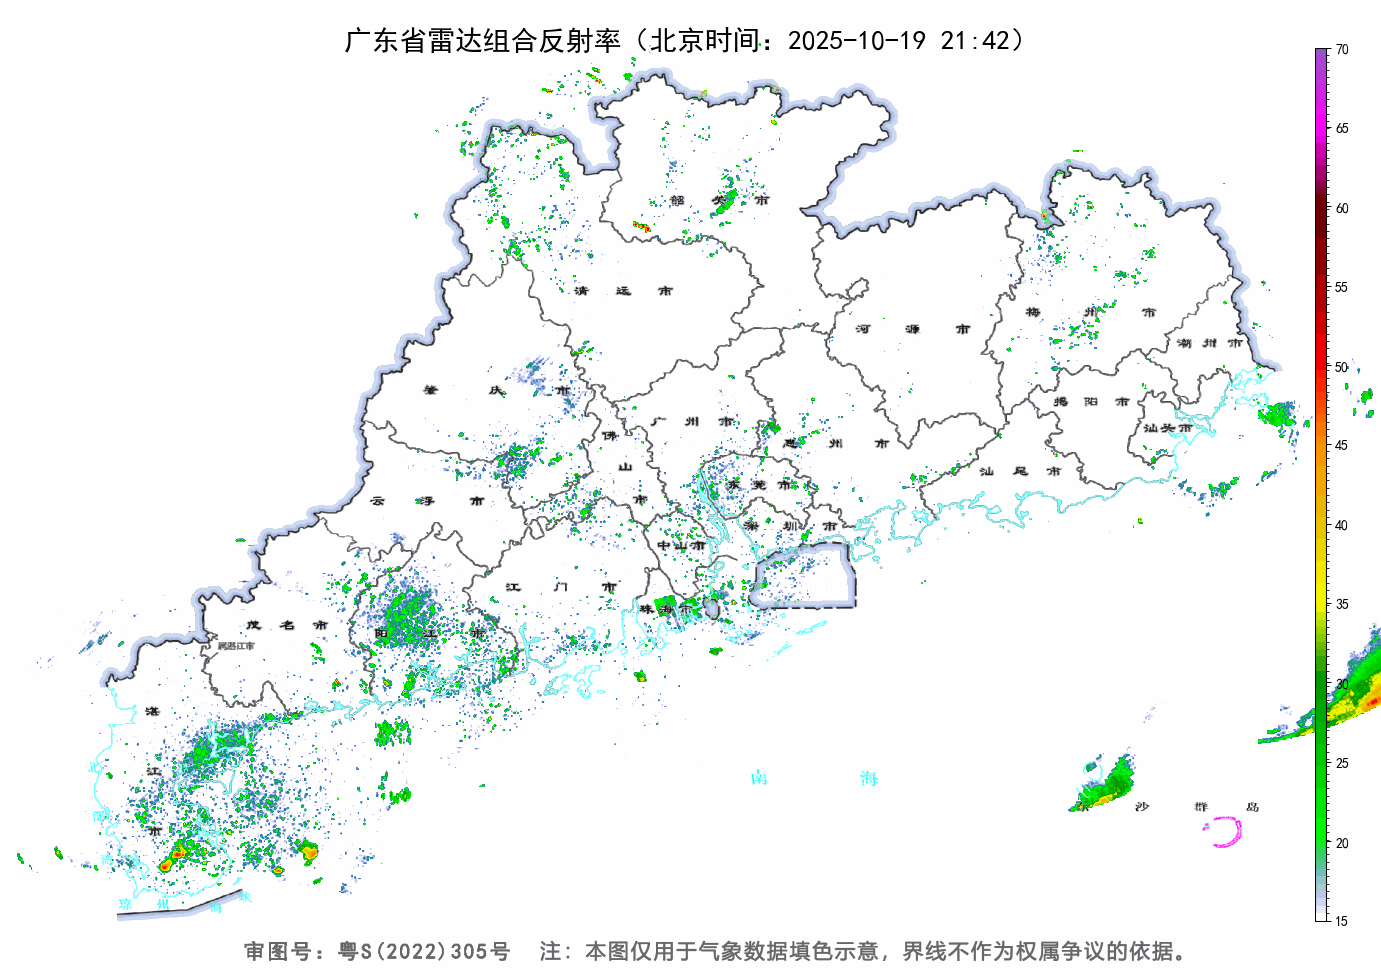 广东省雷达组合反射率（北京时间：2025-10-19 21:42）
70
65
60
55
50
45
40
35
30
25
20
15
韶关市
清远市
河源市
梅州市
潮州市
肇庆市
广州市
佛山市
惠州市
揭阳市
汕头市
汕尾市
云浮市
东莞市
深圳市
中山市
江门市
珠海市
茂名市
属湛江市
阳江市
湛江市
南海
东沙群岛
琼州海峡
审图号：粤S(2022)305号 注：本图仅用于气象数据填色示意，界线不作为权属争议的依据。